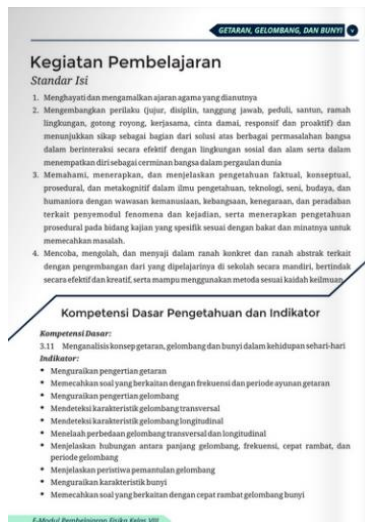 GETARAN, GELOMBANG, DAN BUNYI v
Kegiatan Pembelajaran
Standar Isi
1. Menghayati dan mengamalkan ajaran agama yang dianutnya
2. Mengembangkan perilaku (jujur, disiplin, tanggung jawab, peduli, santun, ramah
lingkungan, gotong royong, kerjasama, cinta damai, responsif dan proaktif) dan
menunjukkan sikap sebagai bagian dari solusi atas berbagai permasalahan bangsa
dalam berinteraksi secara efektif dengan lingkungan sosial dan alam serta dalam
menempatkan diri sebagai cerminan bangsa dalam pergaulan dunia
3. Memahami, menerapkan, dan menjelaskan pengetahuan faktual, konseptual,
prosedural, dan metakognitif dalam ilmu pengetahuan, teknologi, seni, budaya, dan
humaniora dengan wawasan kemanusiaan, kebangsaan, kenegaraan, dan peradaban
terkait penyemodul fenomena dan kejadian, serta menerapkan pengetahuan
prosedural pada bidang kajian yang spesifik sesuai dengan bakat dan minatnya untuk
memecahkan masalah.
4. Mencoba, mengolah, dan menyaji dalam ranah konkret dan ranah abstrak terkait
dengan pengembangan dari yang dipelajarinya di sekolah secara mandiri, bertindak
secara efektif dan kreatif, serta mampu menggunakan metoda sesuai kaidah keilmuan
Kompetensi Dasar Pengetahuan dan Indikator
Kompetensi Dasar:
3.11 Menganalisis konsep getaran, gelombang dan bunyi dalam kehidupan sehari-hari
Indikator:
• Menguraikan pengertian getaran
• Memecahkan soal yang berkaitan dengan frekuensi dan periode ayunan getaran
• Menguraikan pengertian gelombang
• Mendeteksi karakteristik gelombang transversal
• Mendeteksi karakteristik gelombang longitudinal
• Menelaah perbedaan gelombang transversal dan longitudinal
• Menjelaskan hubungan antara panjang gelombang, frekuensi, cepat rambat, dan
periode gelombang
• Menjelaskan peristiwa pemantulan gelombang
• Menguraikan karakteristik bunyi
• Memecahkan soal yang berkaitan dengan cepat rambat gelombang bunyi
E-Modul Pembelajaran Fisika Kelas VIII